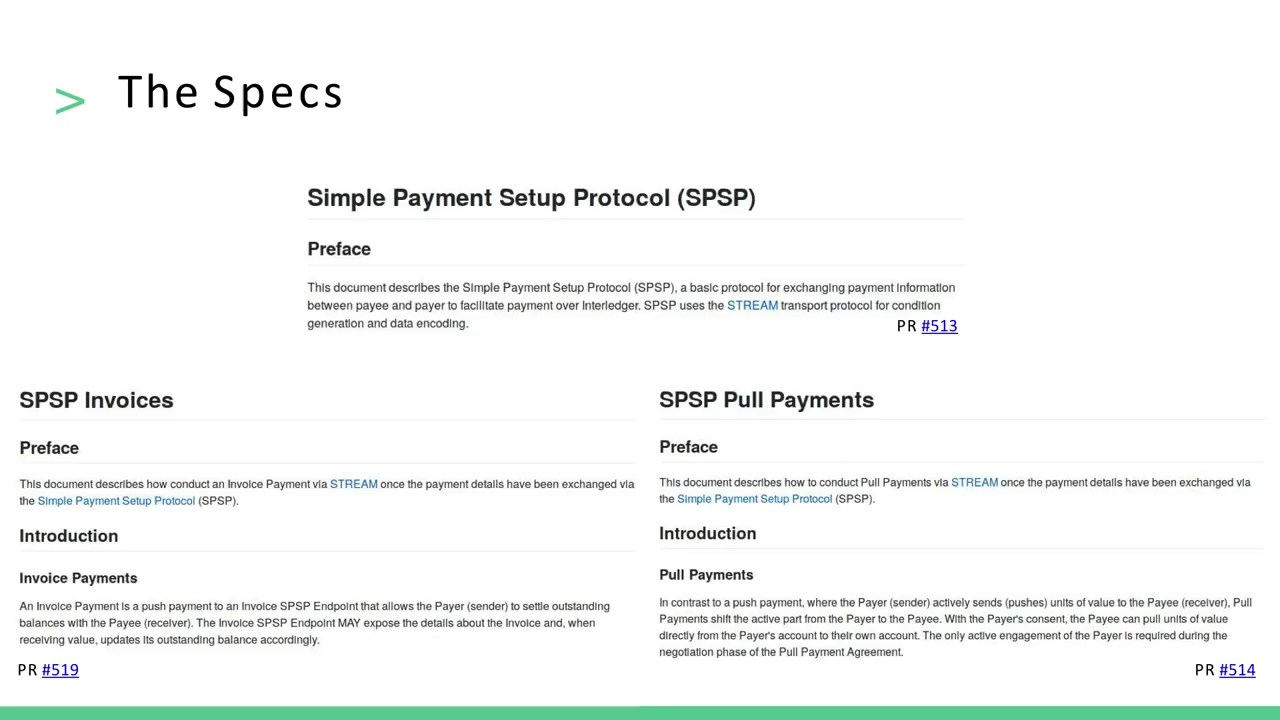 > The Specs
Simple Payment Setup Protocol (SPSP)
Preface
This document describes the Simple Payment Setup Protocol (SPSP), a basic protocol for exchanging payment information
between payee and payer to facilitate payment over Interledger. SPSP uses the STREAM transport protocol for condition
generation and data encoding.
PR #513
SPSP Invoices
Preface
This document describes how conduct an Invoice Payment via STREAM once the payment details have been exchanged via
the Simple Payment Setup Protocol (SPSP).
Introduction
Invoice Payments
An Invoice Payment is a push payment to an Invoice SPSP Endpoint that allows the Payer (sender) to settle outstanding
balances with the Payee (receiver). The Invoice SPSP Endpoint MAY expose the details about the Invoice and, when
receiving value, updates its outstanding balance accordingly.
PR #519
SPSP Pull Payments
Preface
This document describes how to conduct Pull Payments via STREAM once the payment details have been exchanged via
the Simple Payment Setup Protocol (SPSP).
Introduction
Pull Payments
In contrast to a push payment, where the Payer (sender) actively sends (pushes) units of value to the Payee (receiver), Pull
Payments shift the active part from the Payer to the Payee. With the Payer's consent, the Payee can pull units of value
directly from the Payer's account to their own account. The only active engagement of the Payer is required during the
negotiation phase of the Pull Payment Agreement.
PR #514